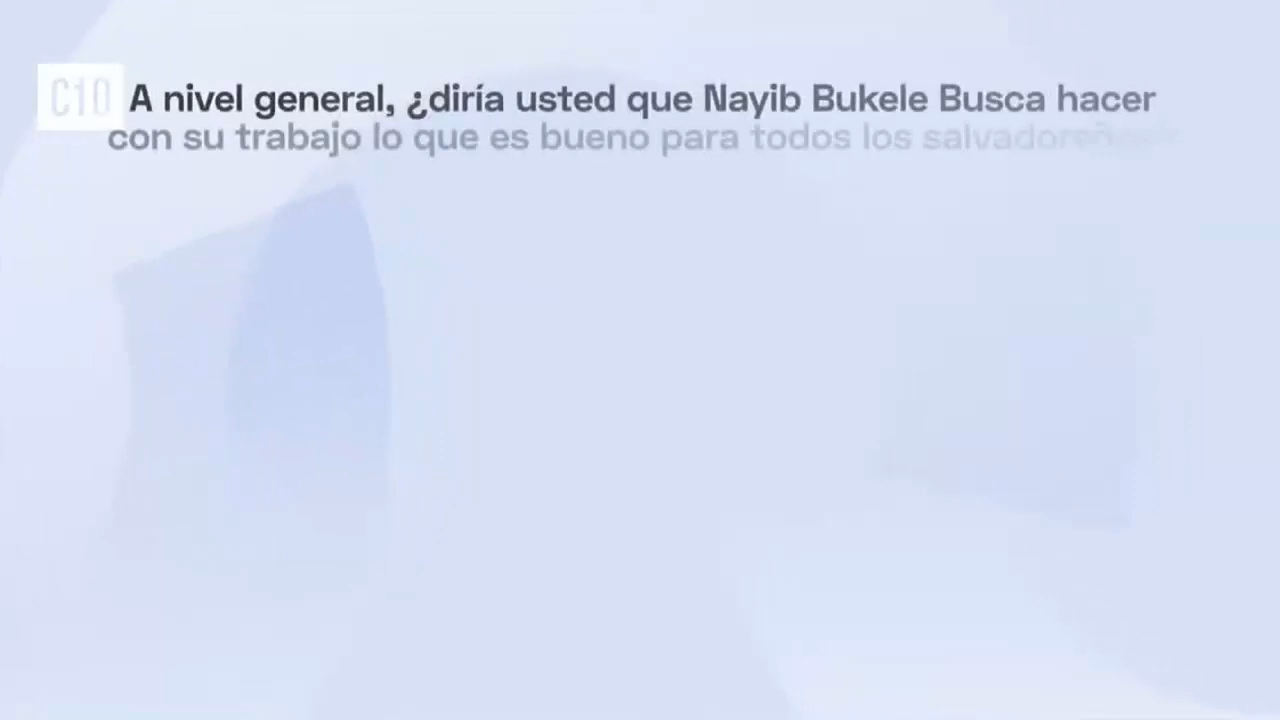 C10 A nivel general, ¿diría usted que Nayib Bukele Busca hacer
con su trabajo lo que es bueno para todos los